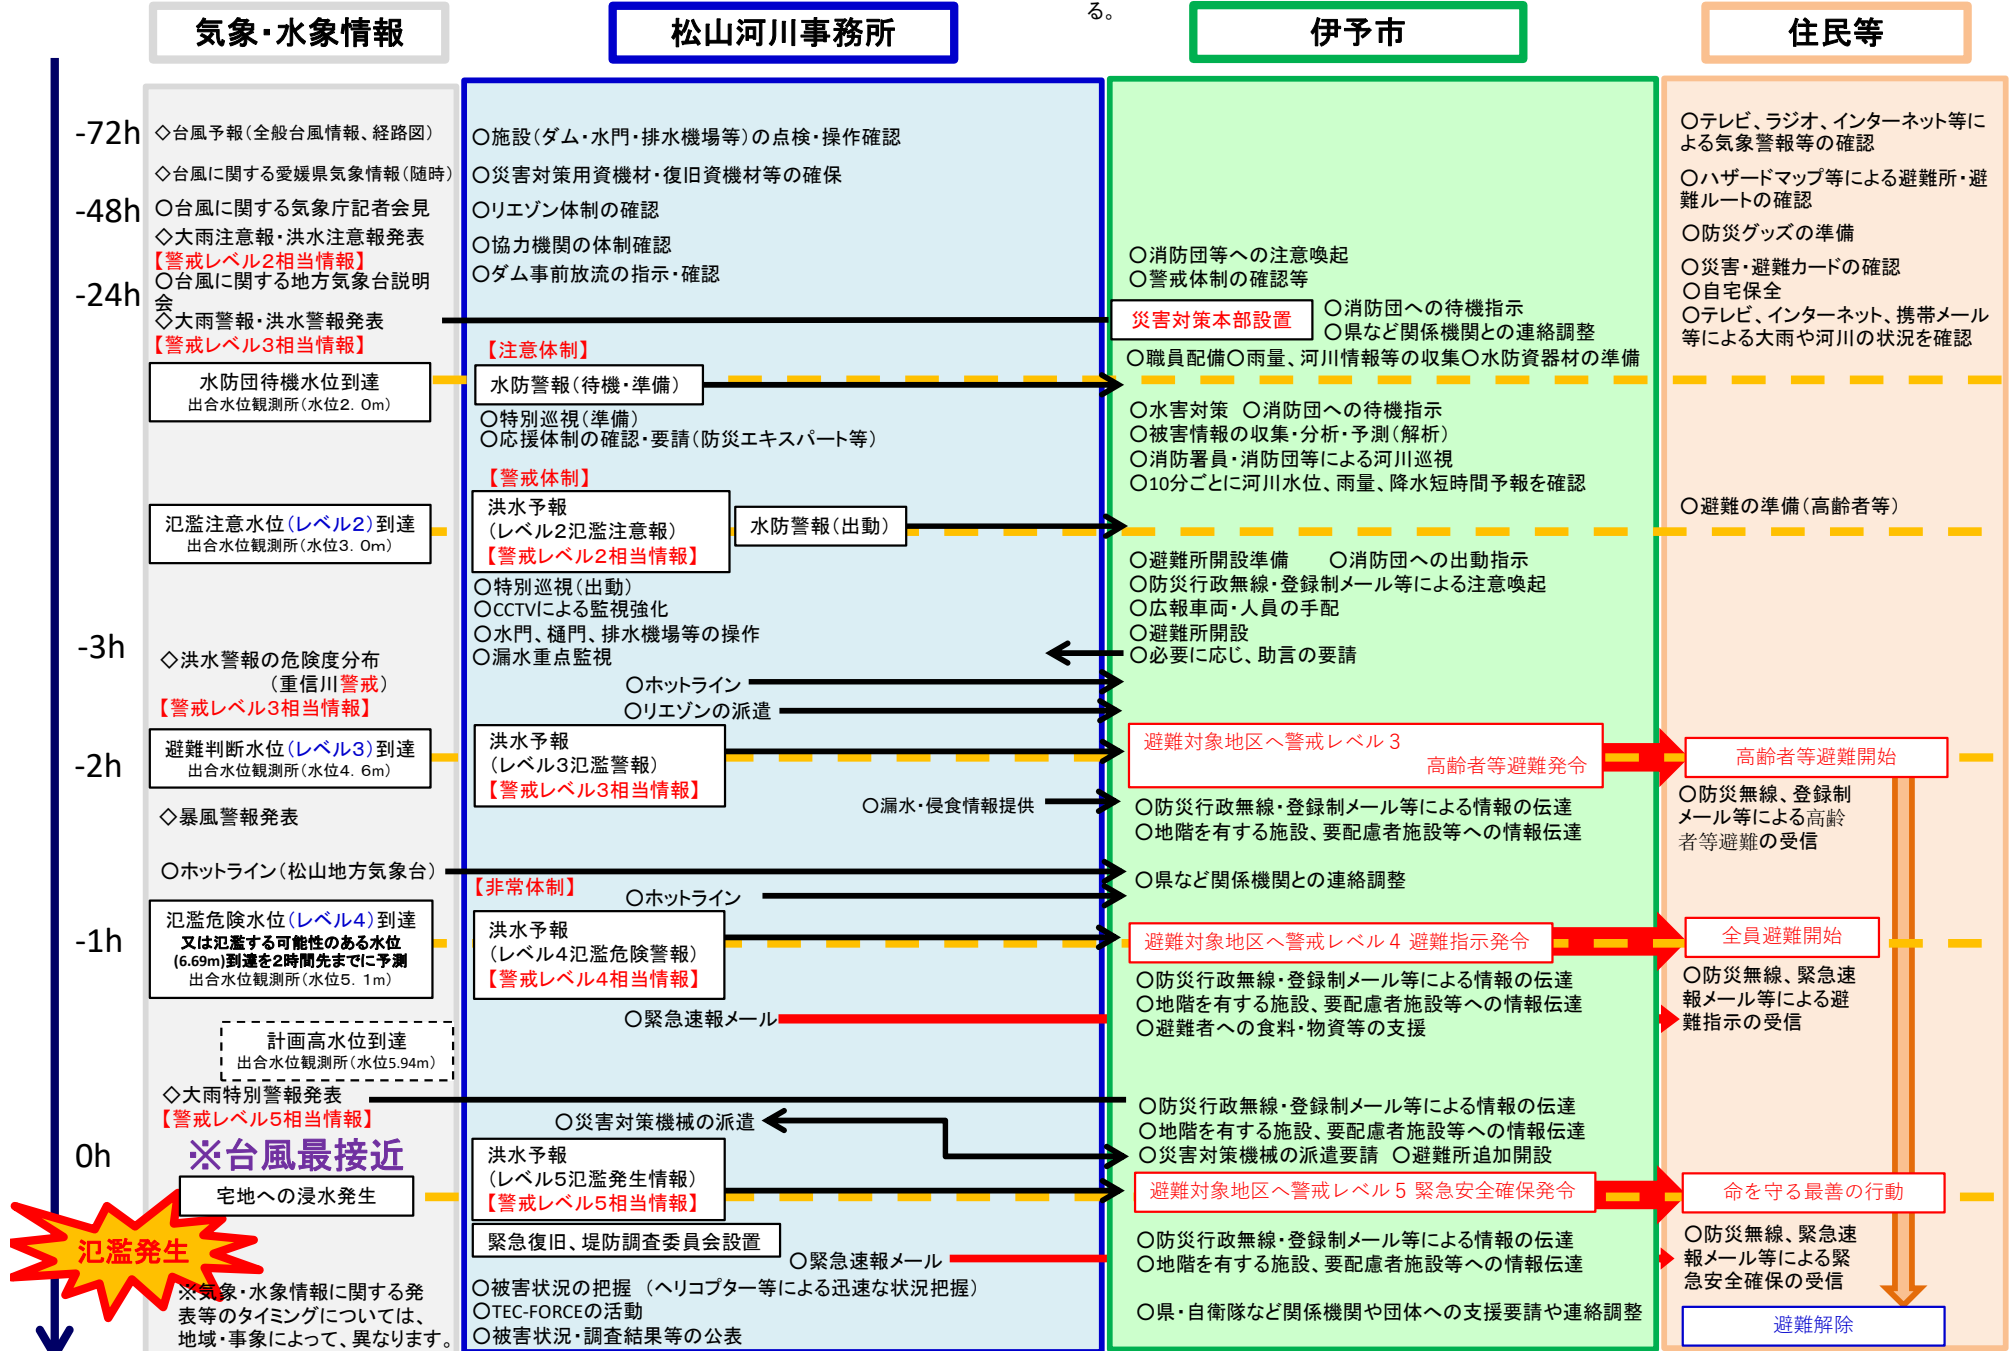 る。
気象・水象情報
松山河川事務所
伊予市
住民等
-72h
-48h
-24h
-3h
-2h
-1h
0h
◇台風予報(全般台風情報、経路図)
◇台風に関する愛媛県気象情報(随時)
○台風に関する気象庁記者会見
◇大雨注意報・洪水注意報発表
【警戒レベル2相当情報】
○台風に関する地方気象台説明
会
◇大雨警報・洪水警報発表
【警戒レベル3相当情報】
水防団待機水位到達
出合水位観測所(水位2.0m)
氾濫注意水位(レベル2)到達
出合水位観測所(水位3.0m)
◇洪水警報の危険度分布
(重信川警戒)
【警戒レベル3相当情報】
避難判断水位(レベル3)到達
出合水位観測所(水位4.6m)
◇暴風警報発表
○ホットライン(松山地方気象台)
氾濫危険水位(レベル4)到達
又は氾濫する可能性のある水位
(6.69m)到達を2時間先までに予測
出合水位観測所(水位5.1m)
計画高水位到達
出合水位観測所(水位5.94m)
◇大雨特別警報発表
【警戒レベル5相当情報】
※台風最接近
宅地への浸水発生
氾濫発生
※気象・水象情報に関する発
表等のタイミングについては、
地域・事象によって、異なります。
○施設(ダム・水門・排水機場等)の点検・操作確認
○災害対策用資機材・復旧資機材等の確保
○リエゾン体制の確認
○協力機関の体制確認
○ダム事前放流の指示・確認
【注意体制】
水防警報(待機・準備)
○特別巡視(準備)
○応援体制の確認・要請(防災エキスパート等)
【警戒体制】
洪水予報
(レベル2氾濫注意報)
【警戒レベル2相当情報】
水防警報(出動)
○特別巡視(出動)
○CCTVによる監視強化
○水門、樋門、排水機場等の操作
○漏水重点監視
○ホットライン
○リエゾンの派遣
洪水予報
(レベル3氾濫警報)
【警戒レベル3相当情報】
○漏水・侵食情報提供
【非常体制】
○ホットライン
洪水予報
(レベル4氾濫危険警報)
【警戒レベル4相当情報】
○緊急速報メール
○災害対策機械の派遣
洪水予報
(レベル5氾濫発生情報)
【警戒レベル5相当情報】
緊急復旧、堤防調査委員会設置
○緊急速報メール
○被害状況の把握 (ヘリコプター等による迅速な状況把握)
○TEC-FORCEの活動
○被害状況・調査結果等の公表
○消防団等への注意喚起
○警戒体制の確認等
災害対策本部設置
○消防団への待機指示
○県など関係機関との連絡調整
○職員配備○雨量、河川情報等の収集○水防資器材の準備
○水害対策 ○消防団への待機指示
○被害情報の収集・分析・予測(解析)
○消防署員・消防団等による河川巡視
○10分ごとに河川水位、雨量、降水短時間予報を確認
○避難所開設準備 ○消防団への出動指示
○防災行政無線・登録制メール等による注意喚起
○広報車両・人員の手配
○避難所開設
○必要に応じ、助言の要請
避難対象地区へ警戒レベル3
高齢者等避難発令
○防災行政無線・登録制メール等による情報の伝達
○地階を有する施設、要配慮者施設等への情報伝達
○県など関係機関との連絡調整
避難対象地区へ警戒レベル4 避難指示発令
○防災行政無線・登録制メール等による情報の伝達
○地階を有する施設、要配慮者施設等への情報伝達
○避難者への食料・物資等の支援
○防災行政無線・登録制メール等による情報の伝達
○地階を有する施設、要配慮者施設等への情報伝達
○災害対策機械の派遣要請 ○避難所追加開設
避難対象地区へ警戒レベル5 緊急安全確保発令
○防災行政無線・登録制メール等による情報の伝達
○地階を有する施設、要配慮者施設等への情報伝達
○県・自衛隊など関係機関や団体への支援要請や連絡調整
○テレビ、ラジオ、インターネット等に
よる気象警報等の確認
○ハザードマップ等による避難所・避
難ルートの確認
○防災グッズの準備
○災害・避難カードの確認
○自宅保全
○テレビ、インターネット、携帯メール
等による大雨や河川の状況を確認
○避難の準備(高齢者等)
高齢者等避難開始
○防災無線、登録制
メール等による高齢
者等避難の受信
全員避難開始
○防災無線、緊急速
報メール等による避
難指示の受信
命を守る最善の行動
○防災無線、緊急速
報メール等による緊
急安全確保の受信
避難解除